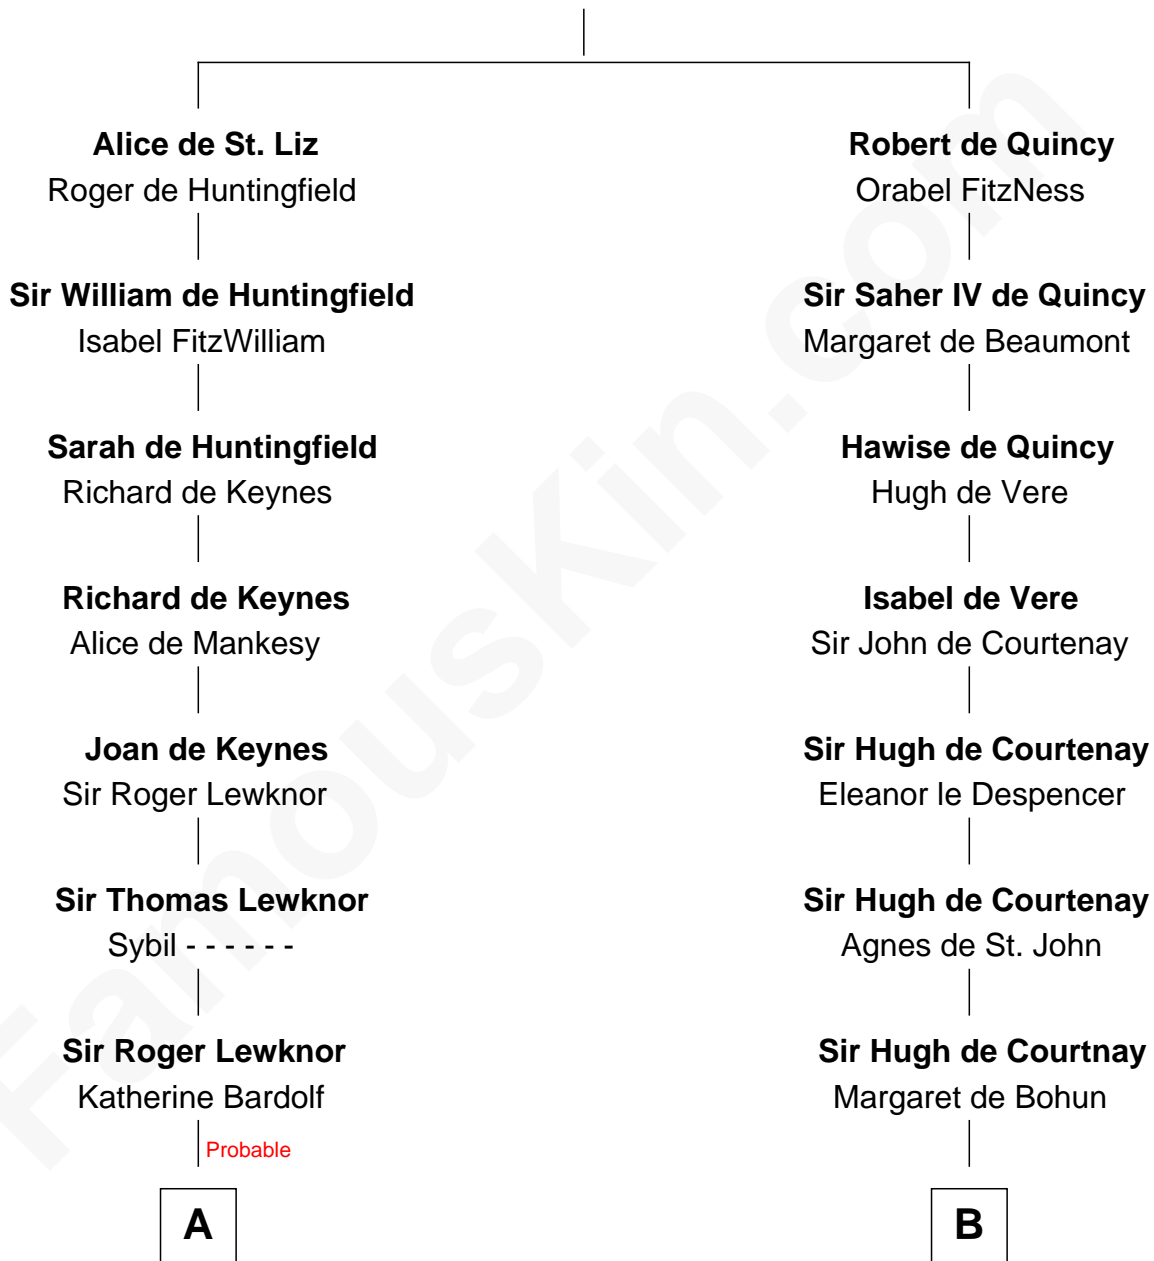 Alice de St. Liz
Roger de Huntingfield
Sir William de Huntingfield
Isabel FitzWilliam
Sarah de Huntingfield
Richard de Keynes
Richard de Keynes
Alice de Mankesy
Joan de Keynes
Sir Roger Lewknor
Sir Thomas Lewknor
Sybil - - - - - -
Sir Roger Lewknor
Katherine Bardolf
Probable
A
Robert de Quincy
Orabel FitzNess
Sir Saher IV de Quincy
Margaret de Beaumont
Hawise de Quincy
Hugh de Vere
Isabel de Vere
Sir John de Courtenay
Sir Hugh de Courtenay
Eleanor le Despencer
Sir Hugh de Courtenay
Agnes de St. John
Sir Hugh de Courtnay
Margaret de Bohun
B
FamousKin.com